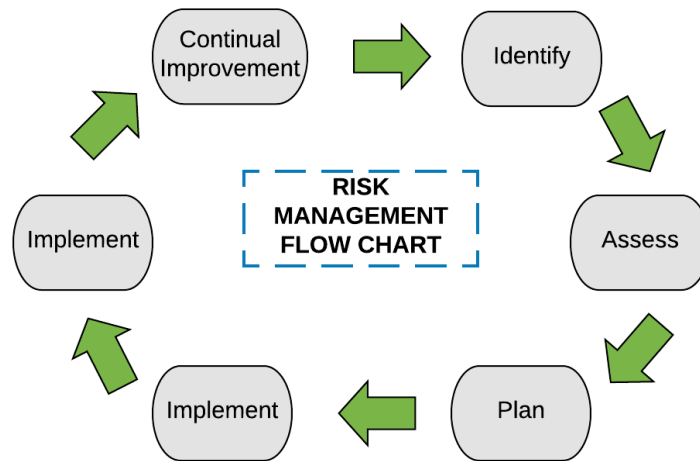 Continual
Improvement
Identify
RISK
MANAGEMENT
FLOW CHART
Implement
Assess
Implement
Plan